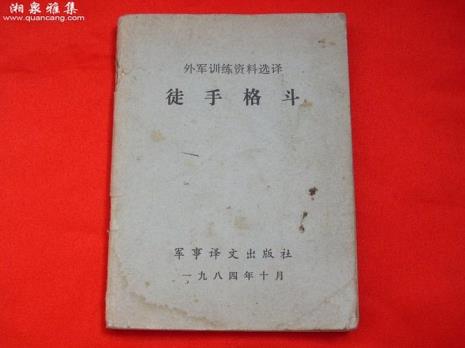 湘泉雅集
www.quancang.com
外军训练资料选译
徒手格斗
军事译文出版社
一九八四年十月